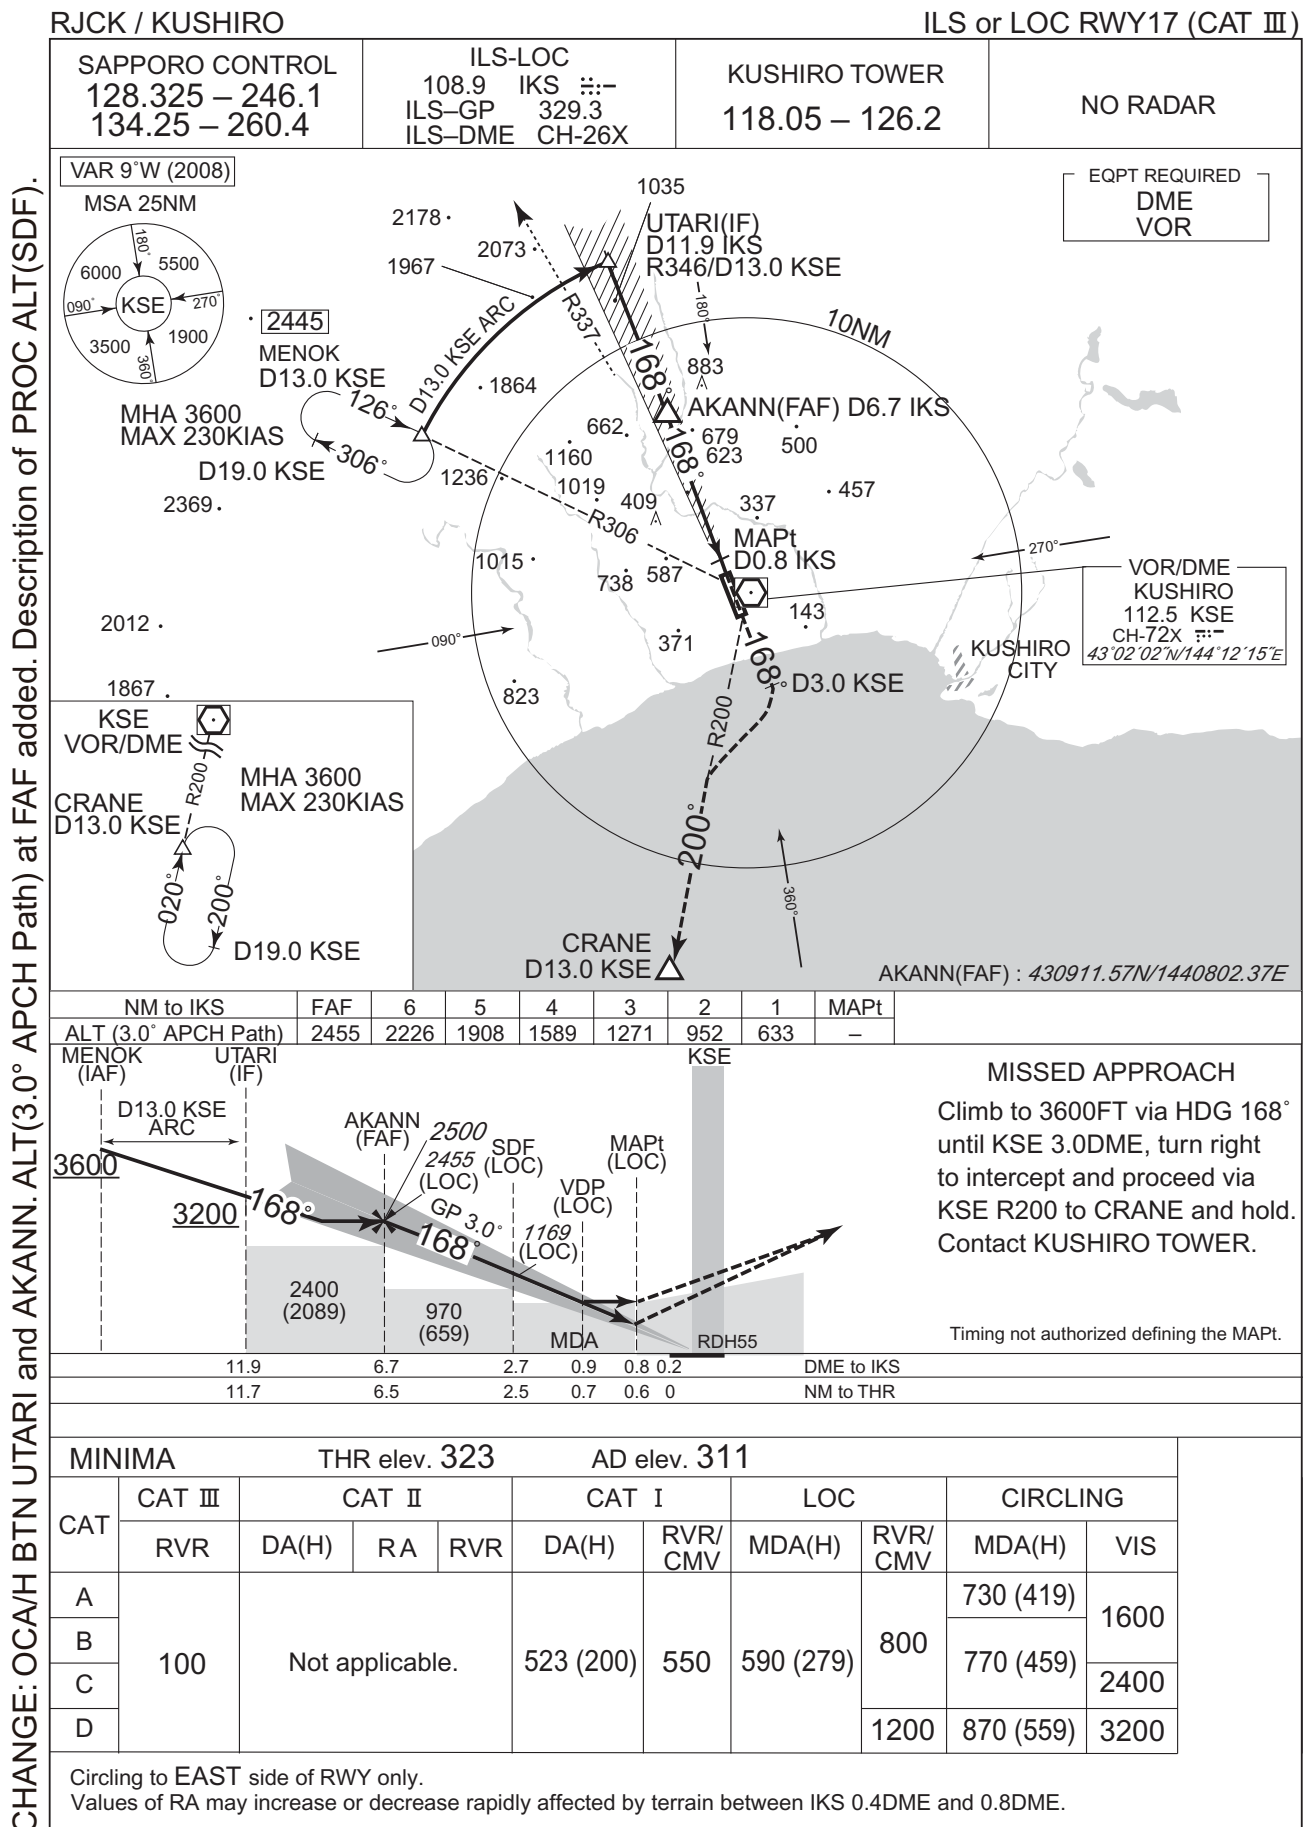 RJCK / KUSHIRO
ILS or LOC RWY17 (CAT Ⅲ)
SAPPORO CONTROL
128.325 – 246.1
134.25 – 260.4
ILS-LOC
108.9 IKS
ILS–GP 329.3
ILS–DME CH-26X
KUSHIRO TOWER
118.05 – 126.2
NO RADAR
CHANGE: OCA/H BTN UTARI and AKANN. ALT(3.0° APCH Path) at FAF added. Description of PROC ALT(SDF).
VAR 9˚W (2008)
MSA 25NM
180˚
6000
5500
090˚
KSE
270˚
3500
1900
360˚
EQPT REQUIRED
DME
VOR
2178
2073
1967
1035
UTARI(IF)
D11.9 IKS
R346/D13.0 KSE
2445
MENOK
D13.0 KSE
MHA 3600
MAX 230KIAS
126˚
306˚
D19.0 KSE
D13.0 KSE ARC
R337
180˚
10NM
168˚
883
1864
AKANN(FAF) D6.7 IKS
662
679
623
500
168˚
1160
1236
1019
409
457
2369
337
R306
MAPt
D0.8 IKS
1015
738
587
270˚
VOR/DME
KUSHIRO
112.5 KSE
CH-72X
43˚02´02˝N/144˚12´15˝E
2012
090˚
143
371
168˚
KUSHIRO
CITY
D3.0 KSE
1867
823
R200
KSE
VOR/DME
R200
MHA 3600
MAX 230KIAS
CRANE
D13.0 KSE
020˚
200˚
D19.0 KSE
200˚
360˚
CRANE
D13.0 KSE
AKANN(FAF) : 430911.57N/1440802.37E
NM to IKS FAF 6 5 4 3 2 1 MAPt
ALT (3.0˚ APCH Path) 2455 2226 1908 1589 1271 952 633 –
MENOK
(IAF)
UTARI
(IF)
KSE
D13.0 KSE
ARC
AKANN
(FAF)
2500
2455
(LOC)
SDF
(LOC)
MAPt
(LOC)
VDP
(LOC)
3600
3200
168˚
GP 3.0˚
168˚
1169
(LOC)
2400
(2089)
970
(659)
MDA
RDH55
MISSED APPROACH
Climb to 3600FT via HDG 168˚
until KSE 3.0DME, turn right
to intercept and proceed via
KSE R200 to CRANE and hold.
Contact KUSHIRO TOWER.
Timing not authorized defining the MAPt.
11.9 6.7 2.7 0.9 0.8 0.2 DME to IKS
11.7 6.5 2.5 0.7 0.6 0 NM to THR
MINIMA THR elev. 323 AD elev. 311
CAT CAT Ⅲ CAT Ⅱ CAT Ⅰ LOC CIRCLING
RVR DA(H) RA RVR DA(H) RVR/CMV MDA(H) RVR/CMV MDA(H) VIS
A
B
C
D
100
Not applicable.
523 (200)
550
590 (279)
800
1200
730 (419)
770 (459)
870 (559)
1600
2400
3200
Circling to EAST side of RWY only.
Values of RA may increase or decrease rapidly affected by terrain between IKS 0.4DME and 0.8DME.